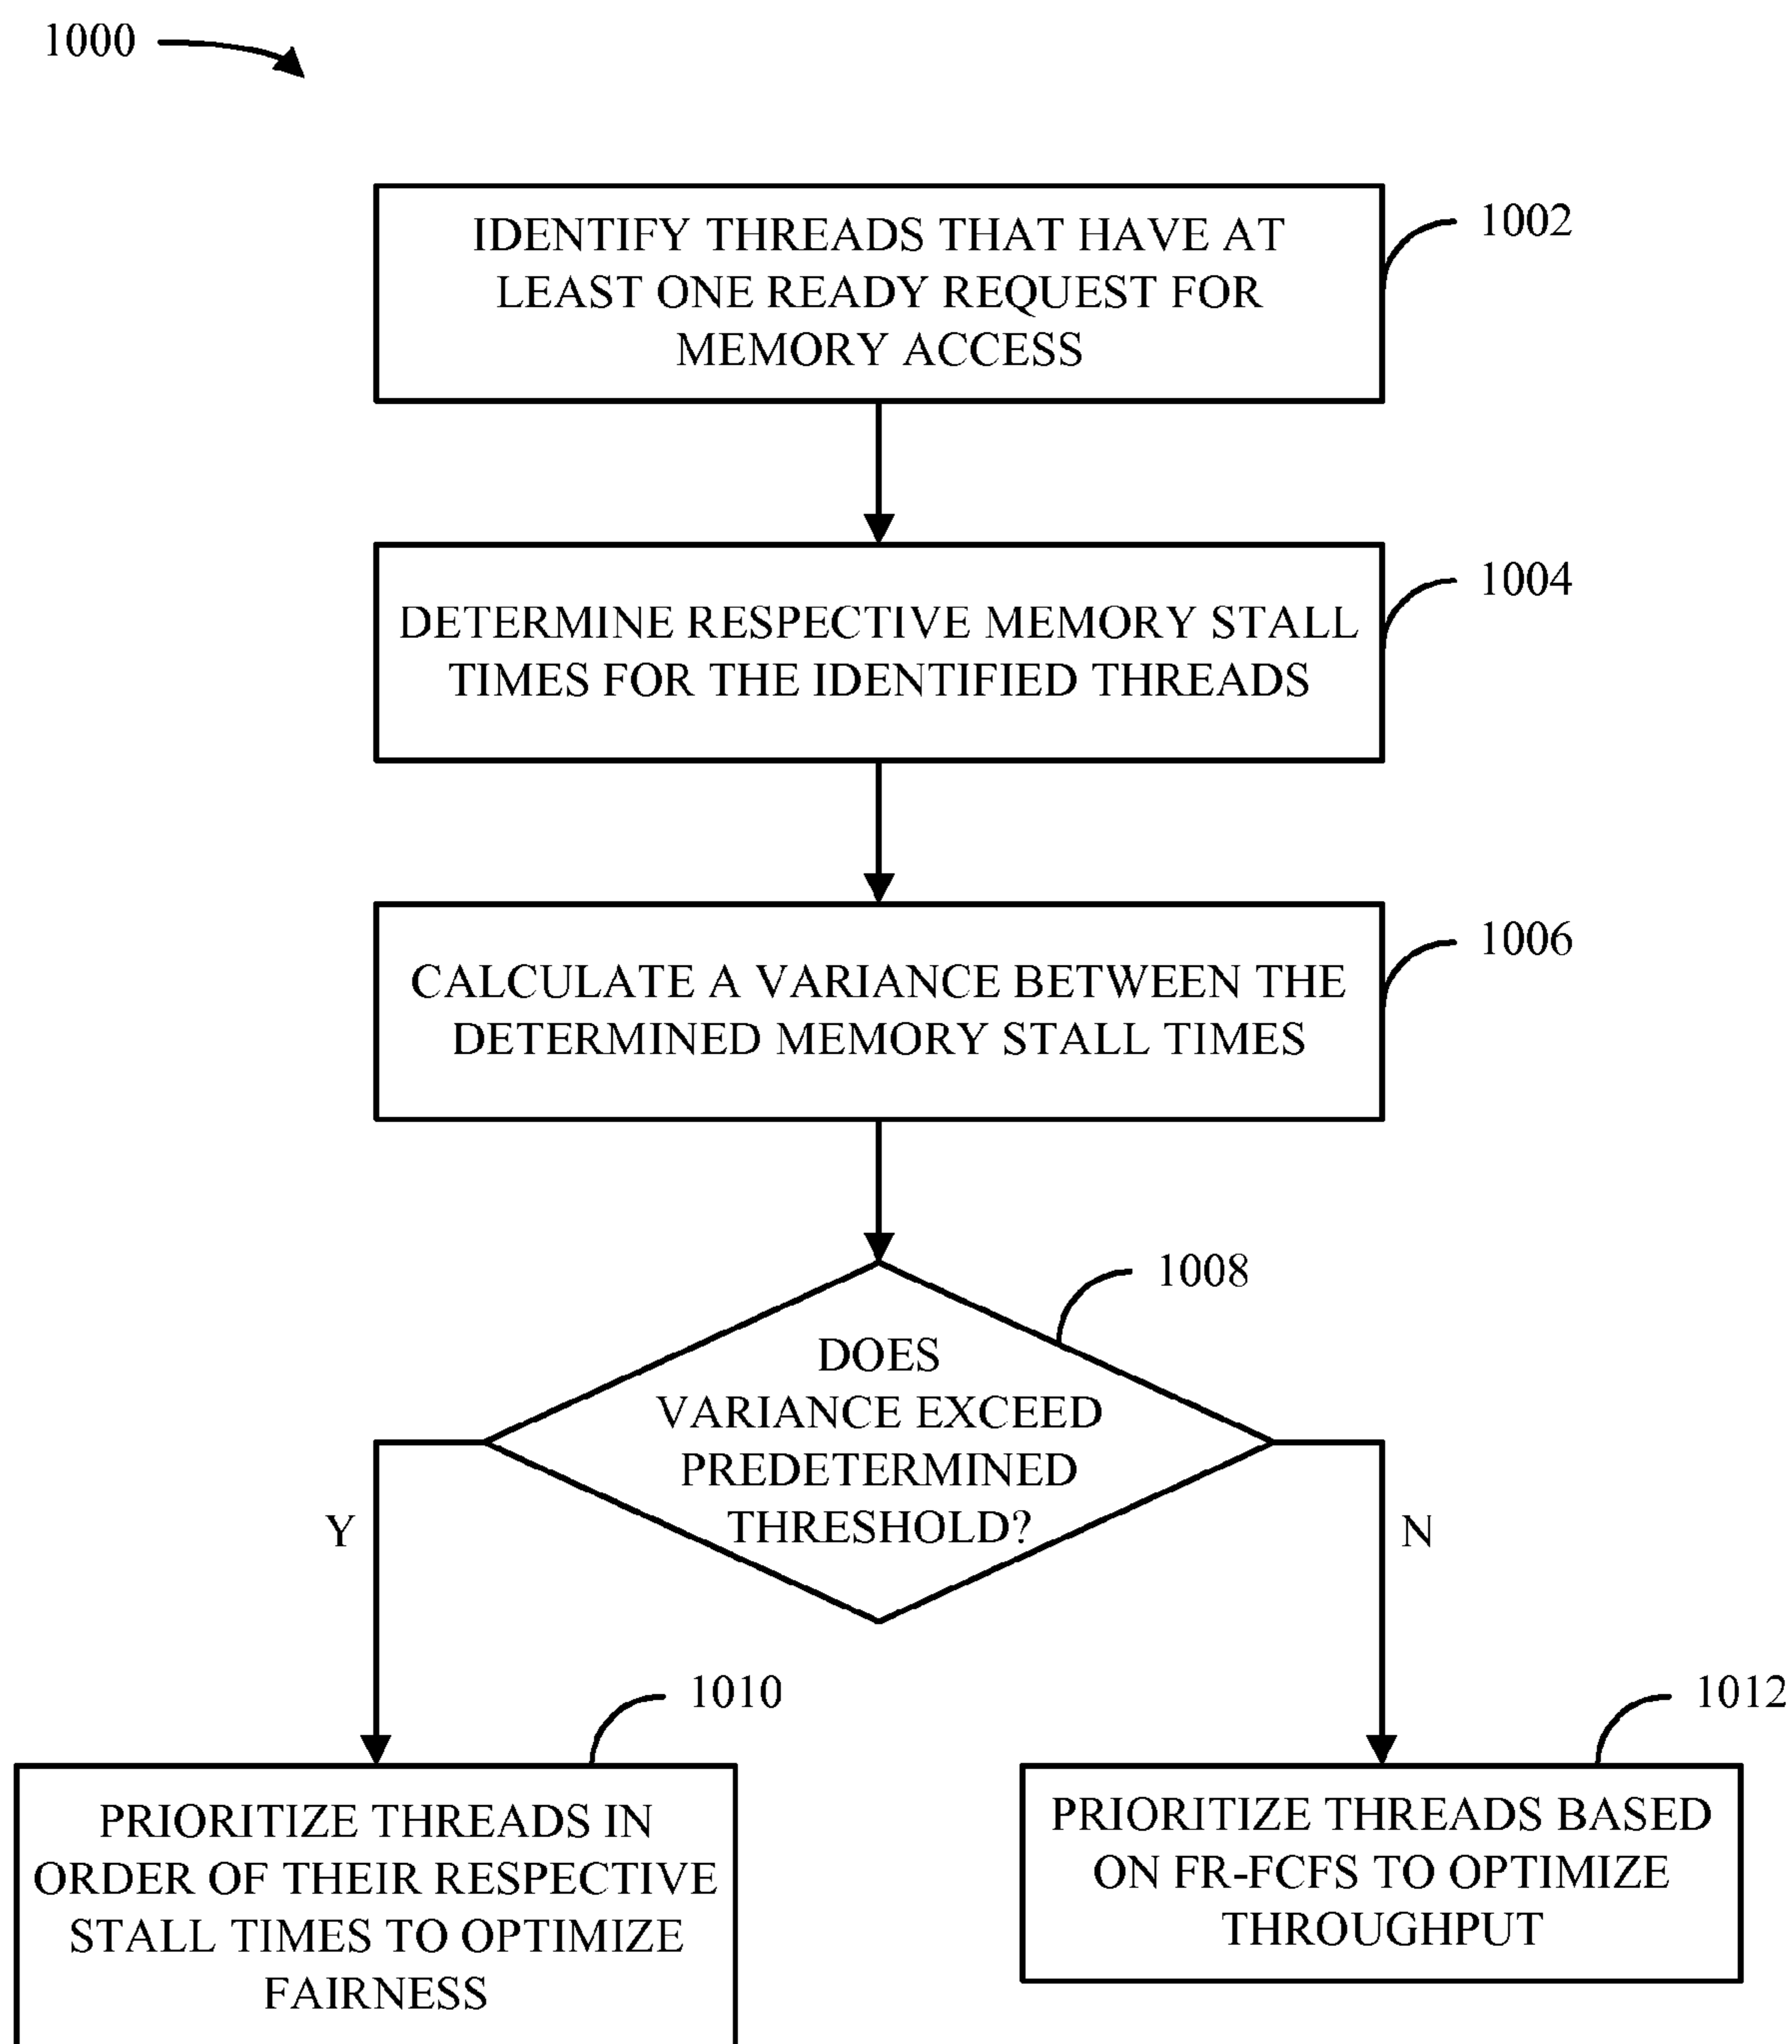 1000
IDENTIFY THREADS THAT HAVE AT
LEAST ONE READY REQUEST FOR
MEMORY ACCESS
1002
DETERMINE RESPECTIVE MEMORY STALL
TIMES FOR THE IDENTIFIED THREADS
1004
CALCULATE A VARIANCE BETWEEN THE
DETERMINED MEMORY STALL TIMES
1006
DOES
VARIANCE EXCEED
PREDETERMINED
THRESHOLD?
1008
Y
N
PRIORITIZE THREADS IN
ORDER OF THEIR RESPECTIVE
STALL TIMES TO OPTIMIZE
FAIRNESS
1010
PRIORITIZE THREADS BASED
ON FR-FCFS TO OPTIMIZE
THROUGHPUT
1012